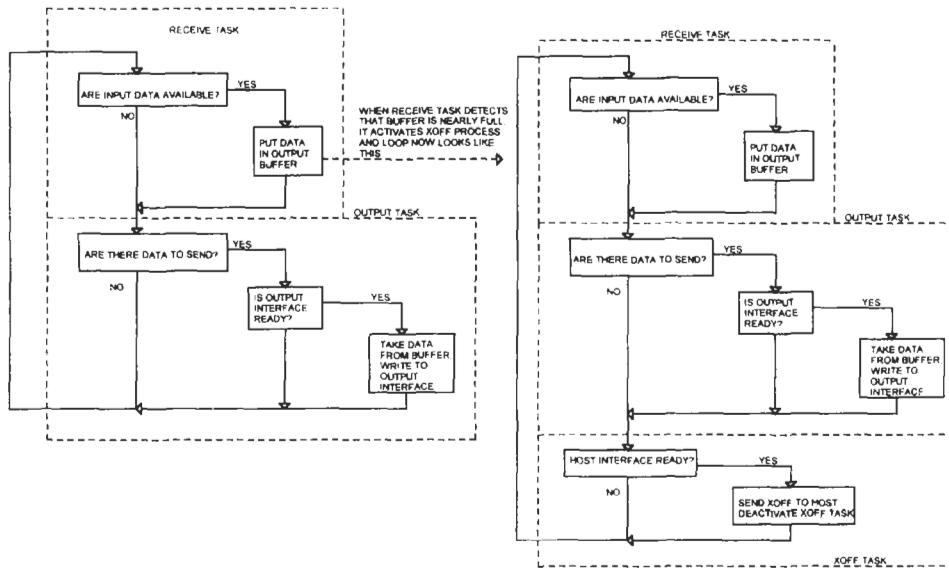 RECEIVE TASK
ARE INPUT DATA AVAILABLE?
YES
NO
PUT DATA
IN OUTPUT
BUFFER
WHEN RECEIVE TASK DETECTS
THAT BUFFER IS NEARLY FULL
IT ACTIVATES XOFF PROCESS
AND LOOP NOW LOOKS LIKE
THIS
OUTPUT TASK
ARE THERE DATA TO SEND?
YES
NO
IS OUTPUT
INTERFACE
READY?
YES
TAKE DATA
FROM BUFFER
WRITE TO
OUTPUT
INTERFACE
RECEIVE TASK
ARE INPUT DATA AVAILABLE?
YES
NO
PUT DATA
IN OUTPUT
BUFFER
OUTPUT TASK
ARE THERE DATA TO SEND?
YES
NO
IS OUTPUT
INTERFACE
READY?
YES
TAKE DATA
FROM BUFFER
WRITE TO
OUTPUT
INTERFACE
HOST INTERFACE READY?
YES
NO
SEND XOFF TO MOST
DEACTIVATE XOFF TASK
XOFF TASK